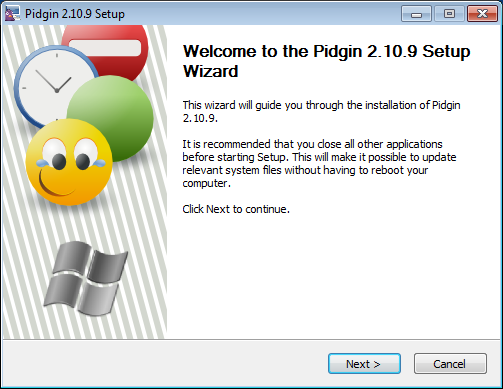 Pidgin 2.10.9 Setup
Welcome to the Pidgin 2.10.9 Setup
Wizard
This wizard will guide you through the installation of Pidgin
2.10.9.
It is recommended that you close all other applications
before starting Setup. This will make it possible to update
relevant system files without having to reboot your
computer.
Click Next to continue.
Next >
Cancel